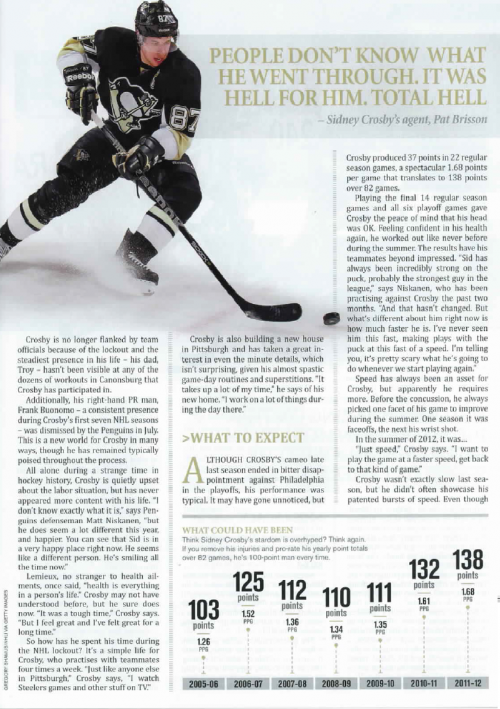 87
Reebok
87
PEOPLE DON'T KNOW WHAT
HE WENT THROUGH. IT WAS
HELL FOR HIM. TOTAL HELL
– Sidney Crosby's agent, Pat Brisson
Crosby is no longer flanked by team
officials because of the lockout and the
steadiest presence in his life – his dad,
Troy – hasn't been visible at any of the
dozens of workouts in Canonsburg that
Crosby has participated in.
Additionally, his right-hand PR man,
Frank Buonomo – a consistent presence
during Crosby's first seven NHL seasons
– was dismissed by the Penguins in July.
This is a new world for Crosby in many
ways, though he has remained typically
poised throughout the process.
All alone during a strange time in
hockey history, Crosby is quietly upset
about the labor situation, but has never
appeared more content with his life. "I
don't know exactly what it is," says Pen-
guins defenseman Matt Niskanen, "but
he does seem a lot different this year,
and happier. You can see that Sid is in
a very happy place right now. He seems
like a different person. He's smiling all
the time now."
Lemieux, no stranger to health ail-
ments, once said, "health is everything
in a person's life." Crosby may not have
understood before, but he sure does
now. "It was a tough time," Crosby says.
"But I feel great and I've felt great for a
long time."
So how has he spent his time during
the NHL lockout? It's a simple life for
Crosby, who practises with teammates
four times a week. "Just like anyone else
in Pittsburgh," Crosby says, "I watch
Steelers games and other stuff on TV."
Crosby is also building a new house
in Pittsburgh and has taken a great in-
terest in even the minute details, which
isn't surprising, given his almost spastic
game-day routines and superstitions. "It
takes up a lot of my time," he says of his
new home. "I work on a lot of things dur-
ing the day there."
>WHAT TO EXPECT
ALTHOUGH CROSBY'S cameo late
last season ended in bitter disap-
pointment against Philadelphia
in the playoffs, his performance was
typical. It may have gone unnoticed, but
Crosby produced 37 points in 22 regular
season games, a spectacular 1.68 points
per game that translates to 138 points
over 82 games.
Playing the final 14 regular season
games and all six playoff games gave
Crosby the peace of mind that his head
was OK. Feeling confident in his health
again, he worked out like never before
during the summer. The results have his
teammates beyond impressed. "Sid has
always been incredibly strong on the
puck, probably the strongest guy in the
league," says Niskanen, who has been
practising against Crosby the past two
months. "And that hasn't changed. But
what's different about him right now is
how much faster he is. I've never seen
him this fast, making plays with the
puck at this fast of a speed. I'm telling
you, it's pretty scary what he's going to
do whenever we start playing again."
Speed has always been an asset for
Crosby, but apparently he requires
more. Before the concussion, he always
picked one facet of his game to improve
during the summer. One season it was
faceoffs, the next his wrist shot.
In the summer of 2012, it was...
"Just speed," Crosby says. "I want to
play the game at a faster speed, get back
to that kind of game."
Crosby wasn't exactly slow last sea-
son, but he didn't often showcase his
patented bursts of speed. Even though
WHAT COULD HAVE BEEN
Think Sidney Crosby's stardom is overhyped? Think again.
If you remove his injuries and pro-rate his yearly point totals
over 82 games, he's 100-point man every time.
103 points 1.26 PPG 2005-06
125 points 1.52 PPG 2006-07
112 points 1.36 PPG 2007-08
110 points 1.34 PPG 2008-09
111 points 1.35 PPG 2009-10
132 points 1.61 PPG 2010-11
138 points 1.68 PPG 2011-12